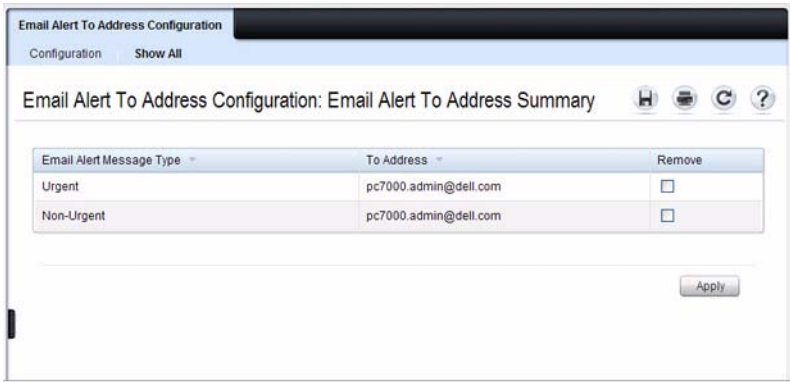 Email Alert To Address Configuration
Configuration Show All
Email Alert To Address Configuration: Email Alert To Address Summary
Email Alert Message Type To Address Remove
Urgent pc7000.admin@dell.com
Non-Urgent pc7000.admin@dell.com
Apply